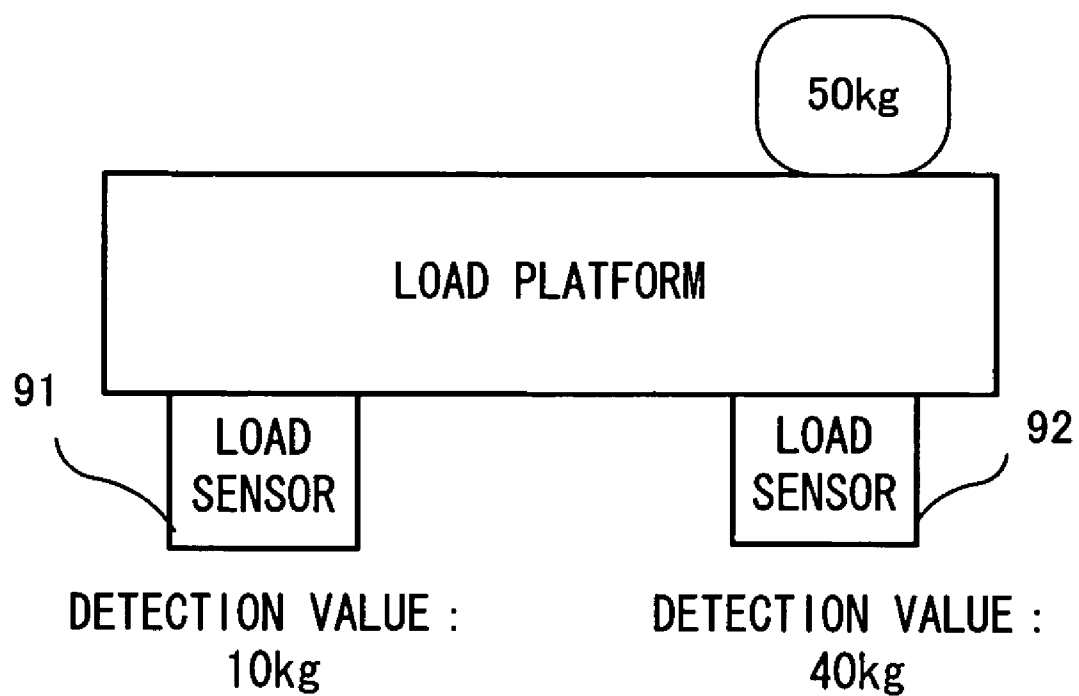 50kg
LOAD PLATFORM
91
LOAD
SENSOR
LOAD
SENSOR
92
DETECTION VALUE :
10kg
DETECTION VALUE :
40kg